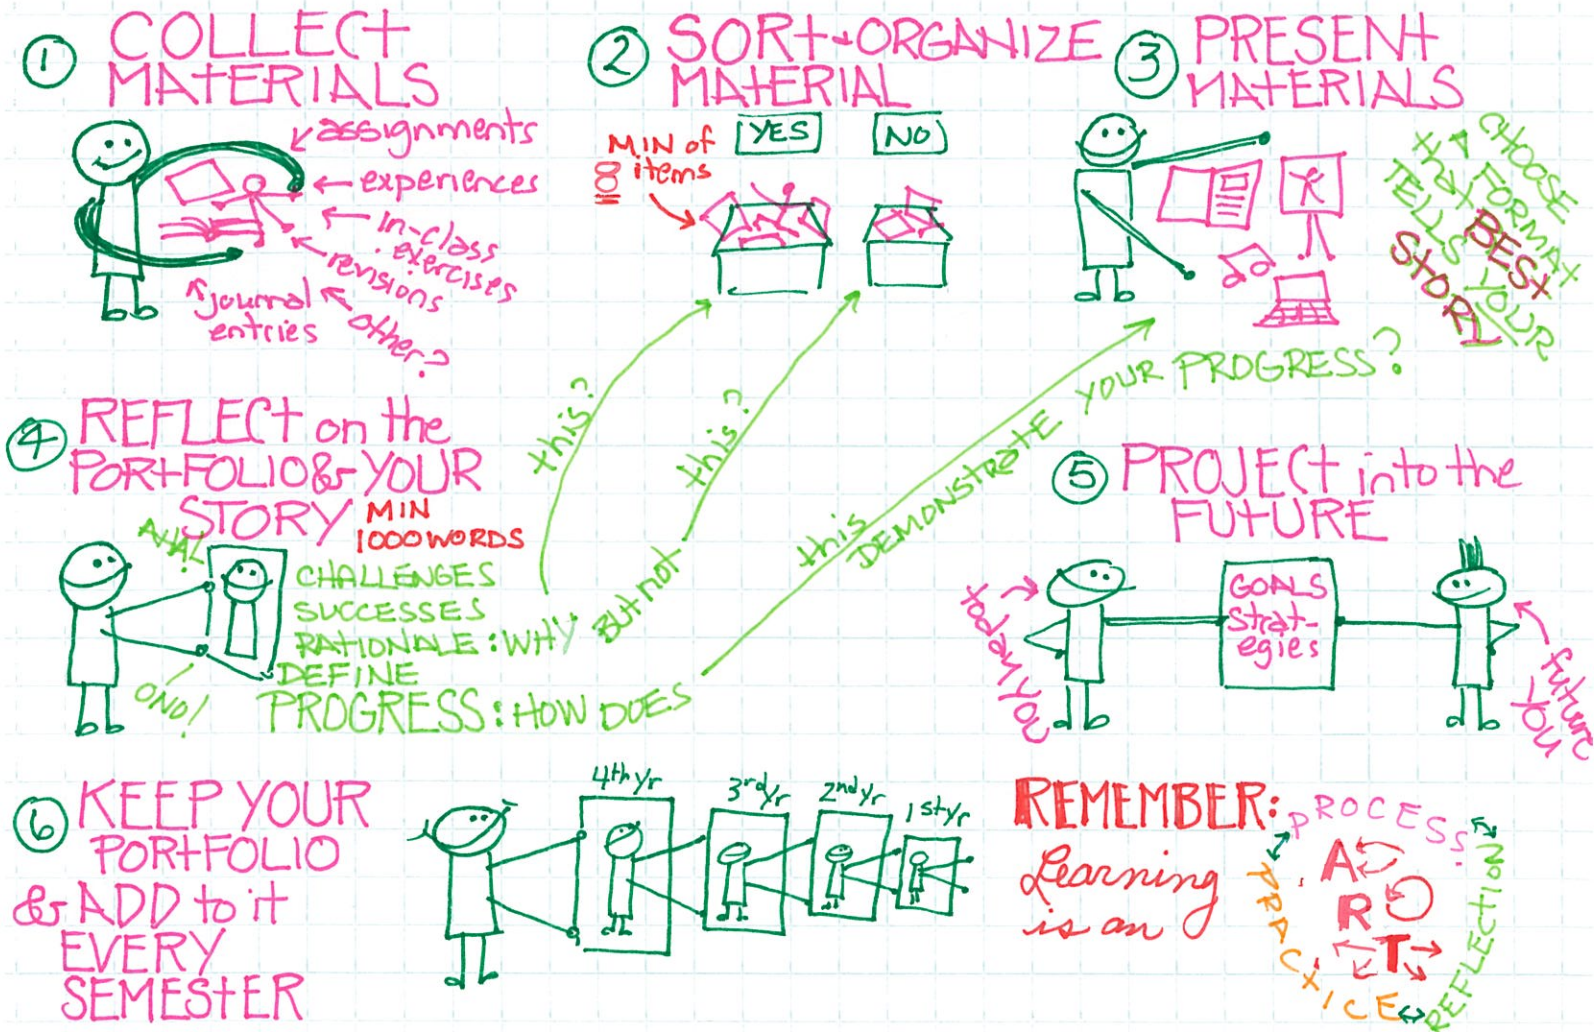 1 COLLECT
MATERIALS
assignments
experiences
in-class
exercises
revisions
journal
entries
other?
2 SORT + ORGANIZE
MATERIAL
MIN of
8 items
YES
NO
3 PRESENT
MATERIALS
CHOOSE
A FORMAT
that BEST
TELLS YOUR
STORY
4 REFLECT on the
PORTFOLIO & YOUR
STORY
MIN
1000 WORDS
AHA!
ONO!
CHALLENGES
SUCCESSES
RATIONALE: WHY
this?
BUT not
this?
DEFINE
PROGRESS: HOW DOES
this
DEMONSTRATE YOUR PROGRESS?
5 PROJECT into the
FUTURE
today YOU
GOALS
Strat-
egies
future
YOU
6 KEEP YOUR
PORTFOLIO
& ADD to it
EVERY
SEMESTER
4th yr
3rd yr
2nd yr
1st yr
REMEMBER:
Learning
is an
ART
PROCESS
REFLECTION
PRACTICE